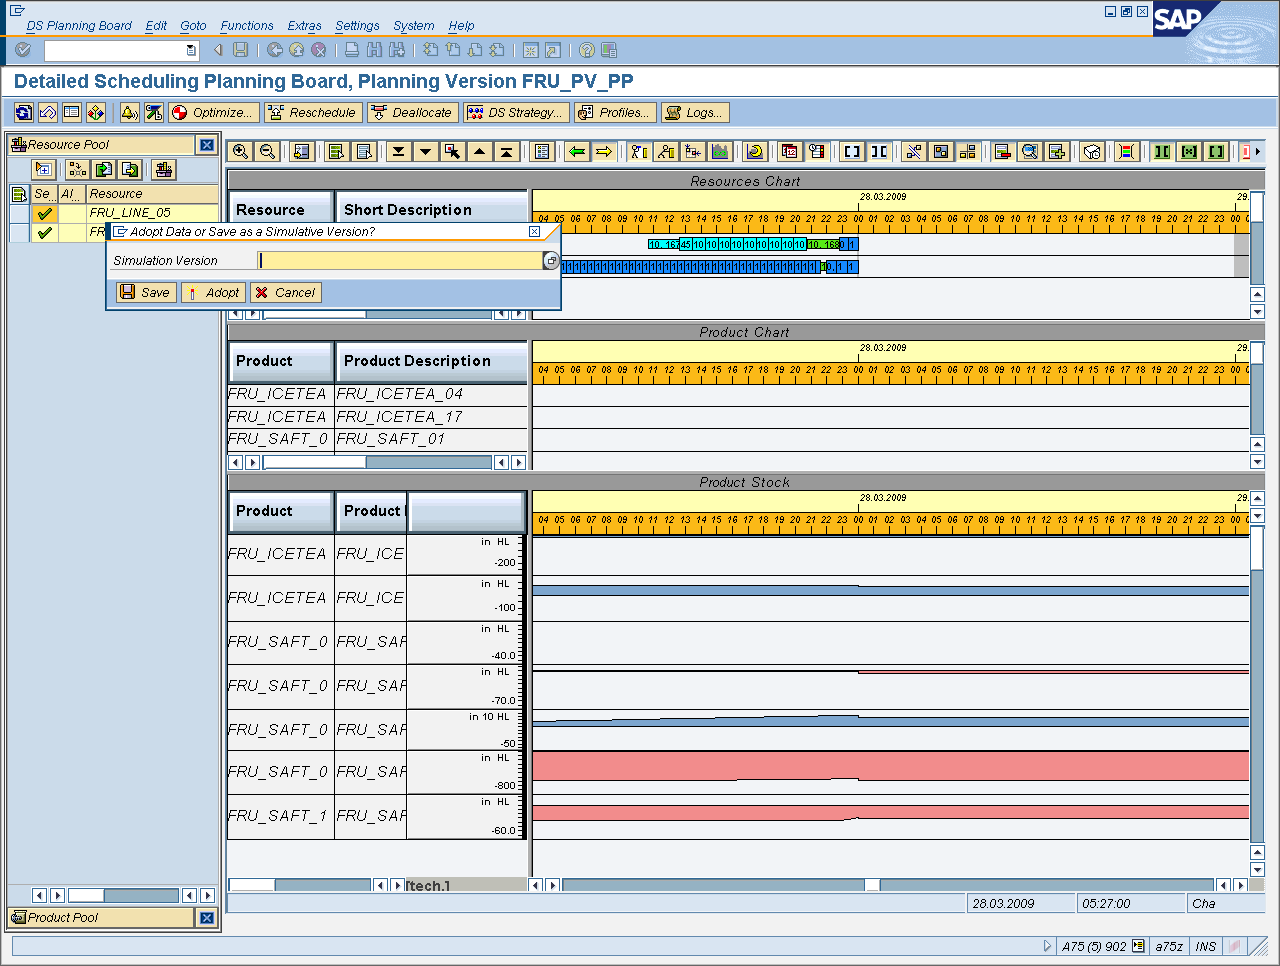 DS Planning Board Edit Goto Functions Extras Settings System Help
SAP
Detailed Scheduling Planning Board, Planning Version FRU_PV_PP
Optimize... Reschedule Deallocate DS Strategy... Profiles... Logs...
Resource Pool
Se... Al... Resource
FRU_LINE_05
FR
Adopt Data or Save as a Simulative Version?
Simulation Version
Save Adopt Cancel
Resources Chart
Resource Short Description
28.03.2009 29.
04 05 06 07 08 09 10 11 12 13 14 15 16 17 18 19 20 21 22 23 00 01 02 03 04 05 06 07 08 09 10 11 12 13 14 15 16 17 18 19 20 21 22 23 00
Product Chart
Product Product Description
28.03.2009 29.
04 05 06 07 08 09 10 11 12 13 14 15 16 17 18 19 20 21 22 23 00 01 02 03 04 05 06 07 08 09 10 11 12 13 14 15 16 17 18 19 20 21 22 23 00
FRU_ICETEA FRU_ICETEA_04
FRU_ICETEA FRU_ICETEA_17
FRU_SAFT_0 FRU_SAFT_01
Product Stock
Product Product
28.03.2009 29.
04 05 06 07 08 09 10 11 12 13 14 15 16 17 18 19 20 21 22 23 00 01 02 03 04 05 06 07 08 09 10 11 12 13 14 15 16 17 18 19 20 21 22 23 00
in HL
FRU_ICETEA FRU_ICE
-200
in HL
FRU_ICETEA FRU_ICE
-100
in HL
FRU_SAFT_0 FRU_SAF
-40.0
in HL
FRU_SAFT_0 FRU_SAF
-70.0
in 10 HL
FRU_SAFT_0 FRU_SAF
-50
in HL
FRU_SAFT_0 FRU_SAF
-800
in HL
FRU_SAFT_1 FRU_SAF
-60.0
[tech.]
28.03.2009 05:27:00 Cha
Product Pool
A75 (5) 902 a75z INS